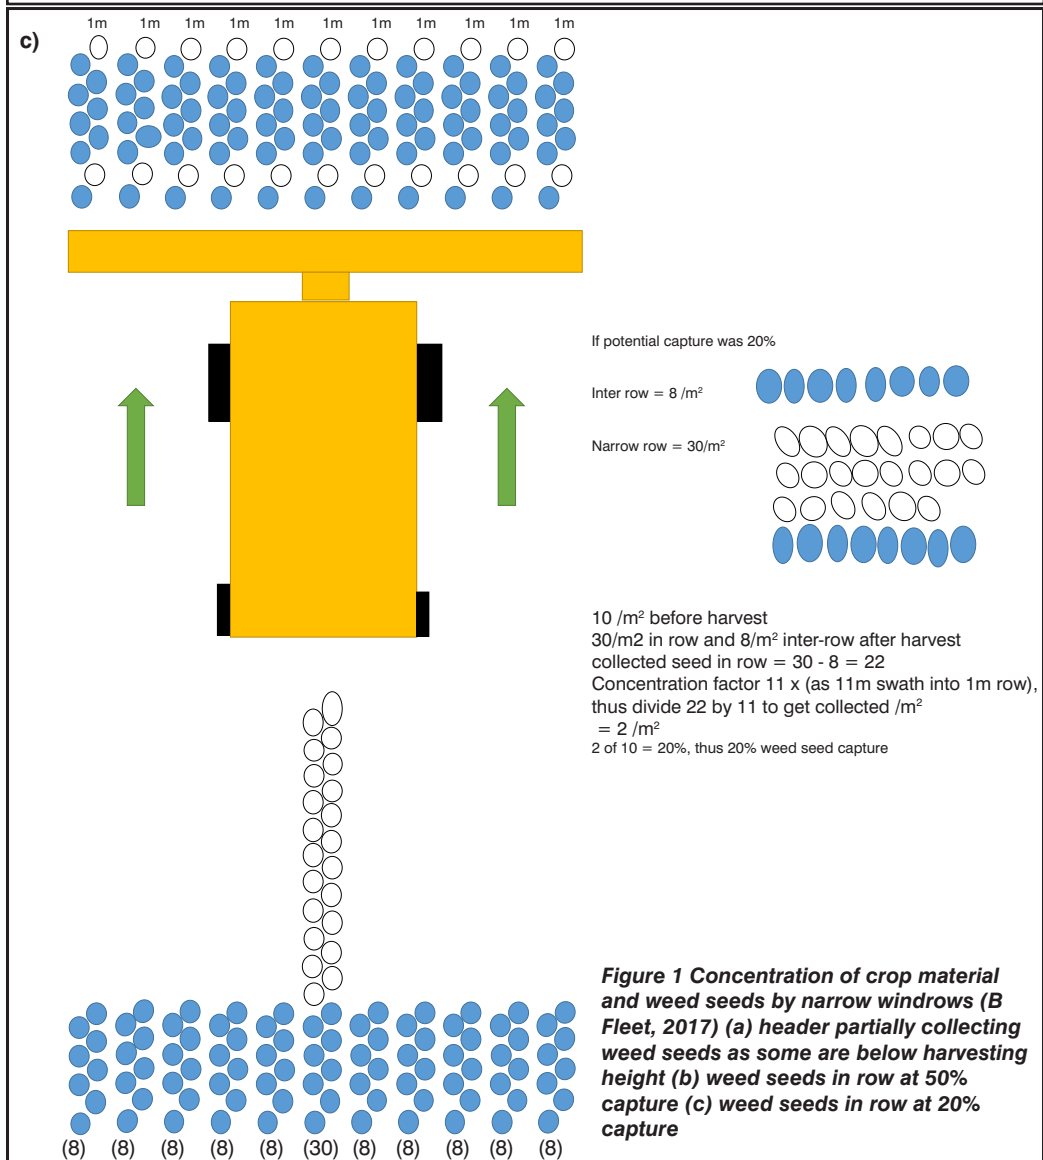 c)
1m 1m 1m 1m 1m 1m 1m 1m 1m 1m 1m
If potential capture was 20%
Inter row = 8 /m²
Narrow row = 30/m²
10 /m² before harvest
30/m2 in row and 8/m² inter-row after harvest
collected seed in row = 30 - 8 = 22
Concentration factor 11 x (as 11m swath into 1m row),
thus divide 22 by 11 to get collected /m²
= 2 /m²
2 of 10 = 20%, thus 20% weed seed capture
Figure 1 Concentration of crop material
and weed seeds by narrow windrows (B
Fleet, 2017) (a) header partially collecting
weed seeds as some are below harvesting
height (b) weed seeds in row at 50%
capture (c) weed seeds in row at 20%
capture
(8) (8) (8) (8) (8) (30) (8) (8) (8) (8) (8)